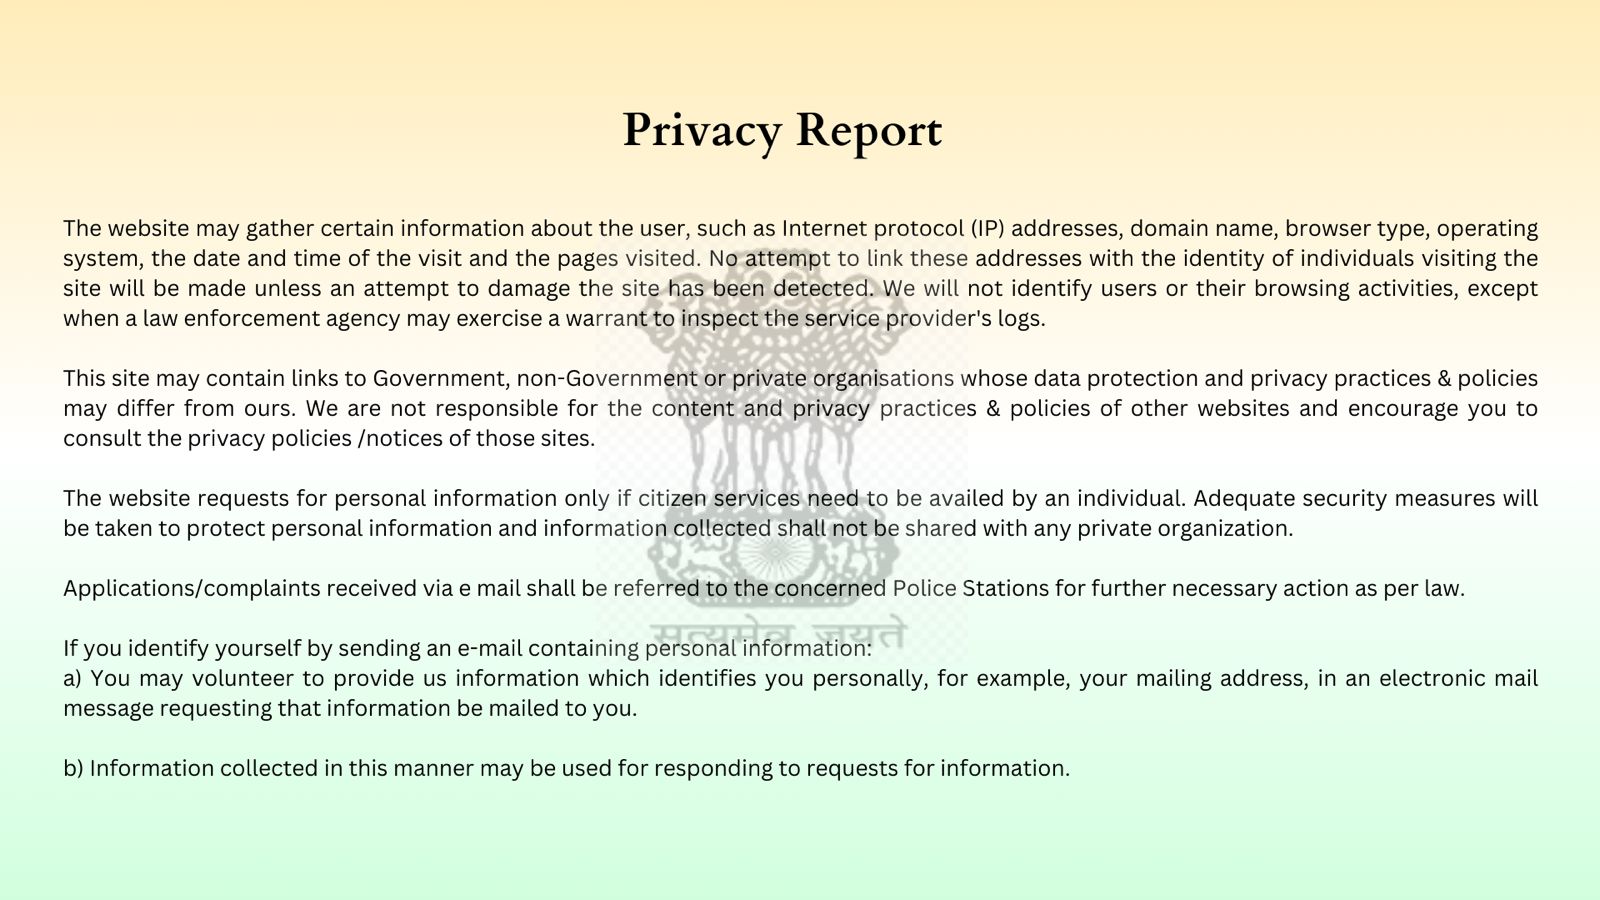 Privacy Report
The website may gather certain information about the user, such as Internet protocol (IP) addresses, domain name, browser type, operating
system, the date and time of the visit and the pages visited. No attempt to link these addresses with the identity of individuals visiting the
site will be made unless an attempt to damage the site has been detected. We will not identify users or their browsing activities, except
when a law enforcement agency may exercise a warrant to inspect the service provider's logs.
This site may contain links to Government, non-Government or private organisations whose data protection and privacy practices & policies
may differ from ours. We are not responsible for the content and privacy practices & policies of other websites and encourage you to
consult the privacy policies /notices of those sites.
The website requests for personal information only if citizen services need to be availed by an individual. Adequate security measures will
be taken to protect personal information and information collected shall not be shared with any private organization.
Applications/complaints received via e mail shall be referred to the concerned Police Stations for further necessary action as per law.
सत्यमेव जयते
If you identify yourself by sending an e-mail containing personal information:
a) You may volunteer to provide us information which identifies you personally, for example, your mailing address, in an electronic mail
message requesting that information be mailed to you.
b) Information collected in this manner may be used for responding to requests for information.